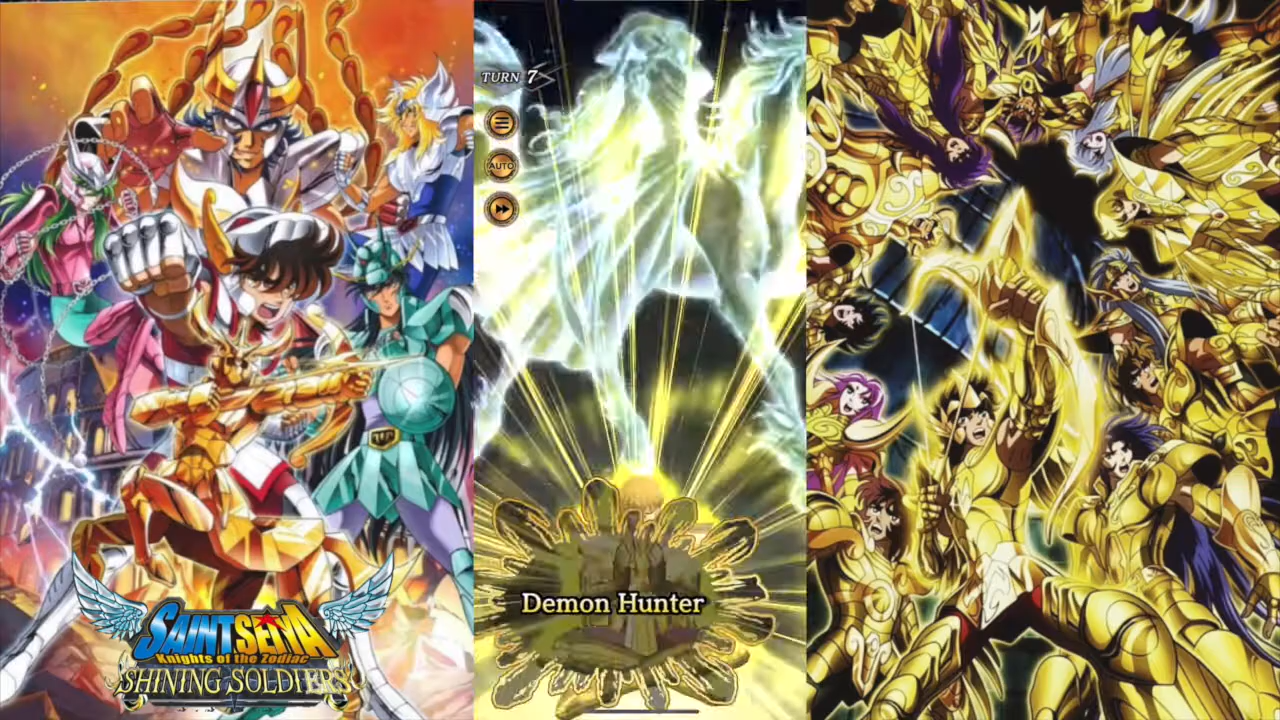 TURN 7
AUTO
Demon Hunter
SAINT SEIYA
Knights of the Zodiac
SHINING SOLDIERS